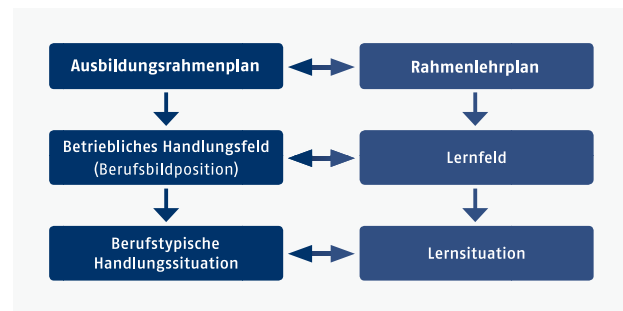 Ausbildungsrahmenplan
Rahmenlehrplan
Betriebliches Handlungsfeld
(Berufsbildposition)
Lernfeld
Berufstypische
Handlungssituation
Lernsituation